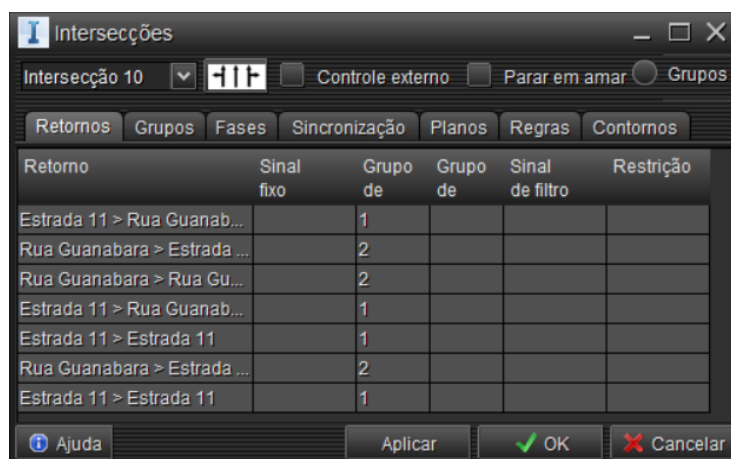 Intersecções
Intersecção 10 Controle externo Parar em amar Grupos
Retornos Grupos Fases Sincronização Planos Regras Contornos
Retorno Sinal fixo Grupo de Grupo de Sinal de filtro Restrição
Estrada 11 > Rua Guanab... 1
Rua Guanabara > Estrada ... 2
Rua Guanabara > Rua Gu... 2
Estrada 11 > Rua Guanab... 1
Estrada 11 > Estrada 11 1
Rua Guanabara > Estrada ... 2
Estrada 11 > Estrada 11 1
Ajuda Aplicar OK Cancelar